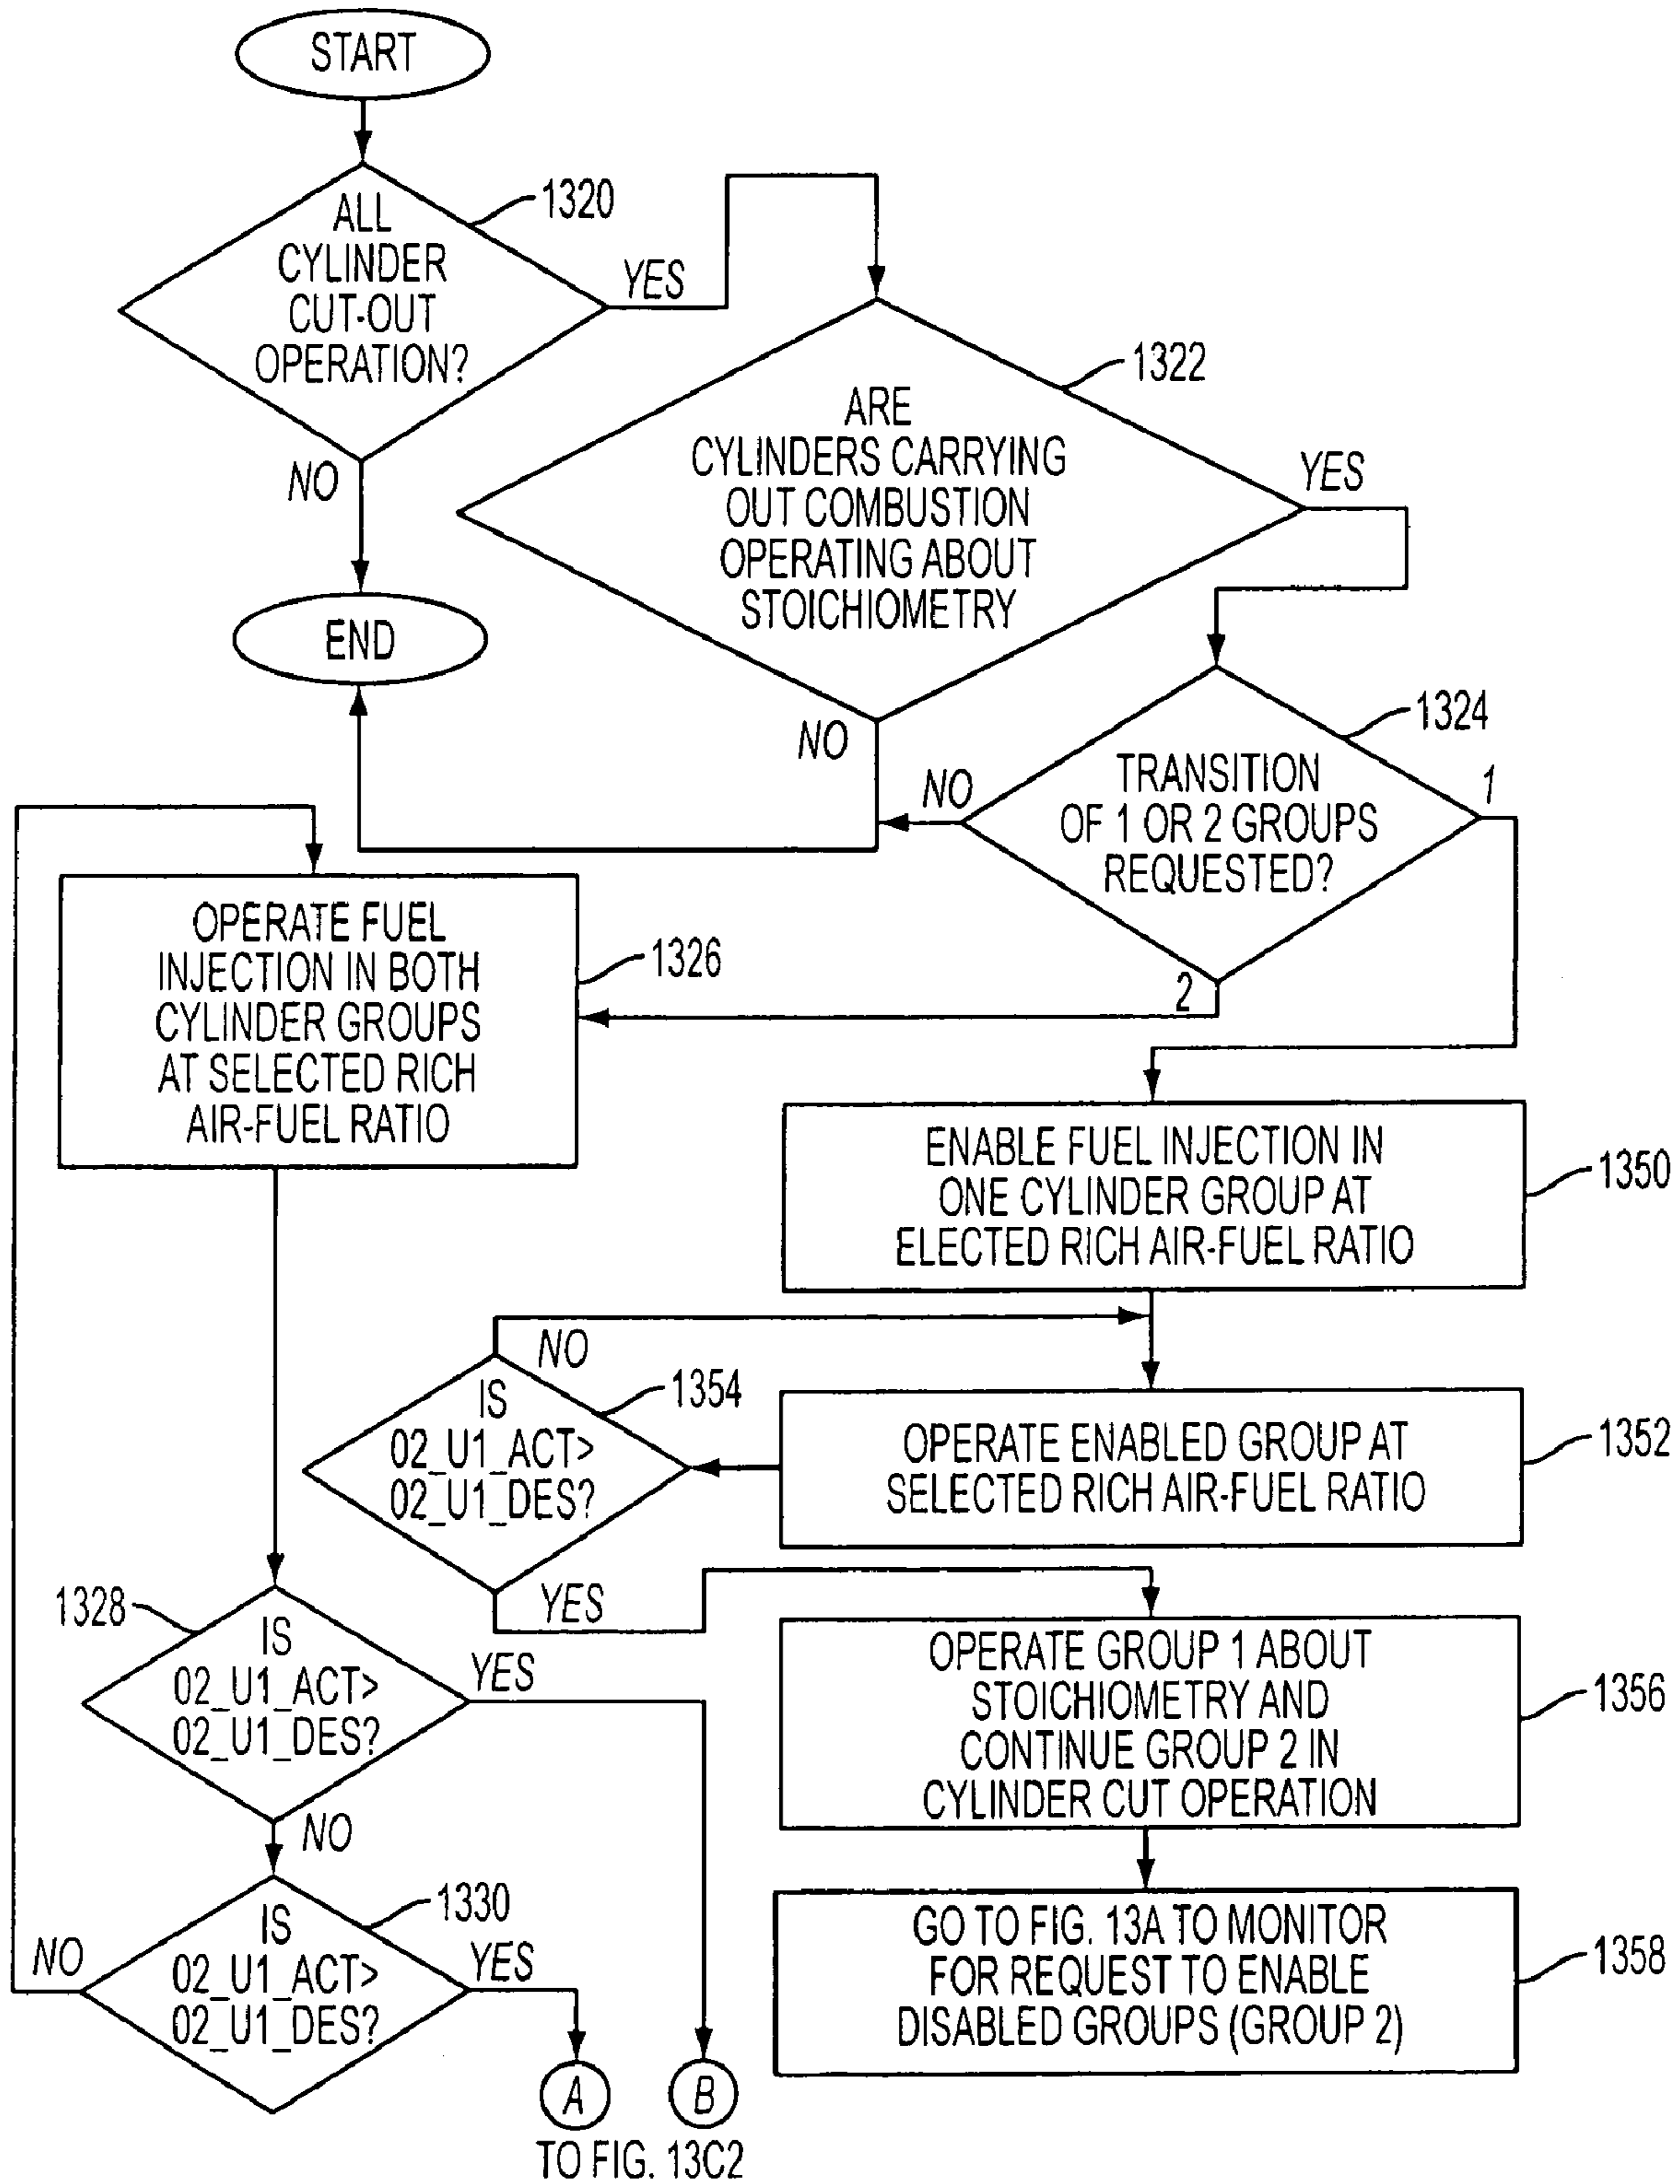 START
ALL
CYLINDER
CUT-OUT
OPERATION?
1320
YES
NO
END
ARE
CYLINDERS CARRYING
OUT COMBUSTION
OPERATING ABOUT
STOICHIOMETRY
1322
YES
NO
TRANSITION
OF 1 OR 2 GROUPS
REQUESTED?
1324
NO
1
2
OPERATE FUEL
INJECTION IN BOTH
CYLINDER GROUPS
AT SELECTED RICH
AIR-FUEL RATIO
1326
ENABLE FUEL INJECTION IN
ONE CYLINDER GROUP AT
ELECTED RICH AIR-FUEL RATIO
1350
OPERATE ENABLED GROUP AT
SELECTED RICH AIR-FUEL RATIO
1352
NO
IS
02_U1_ACT>
02_U1_DES?
1354
YES
OPERATE GROUP 1 ABOUT
STOICHIOMETRY AND
CONTINUE GROUP 2 IN
CYLINDER CUT OPERATION
1356
GO TO FIG. 13A TO MONITOR
FOR REQUEST TO ENABLE
DISABLED GROUPS (GROUP 2)
1358
1328
IS
02_U1_ACT>
02_U1_DES?
YES
NO
1330
IS
02_U1_ACT>
02_U1_DES?
NO
YES
A
B
TO FIG. 13C2